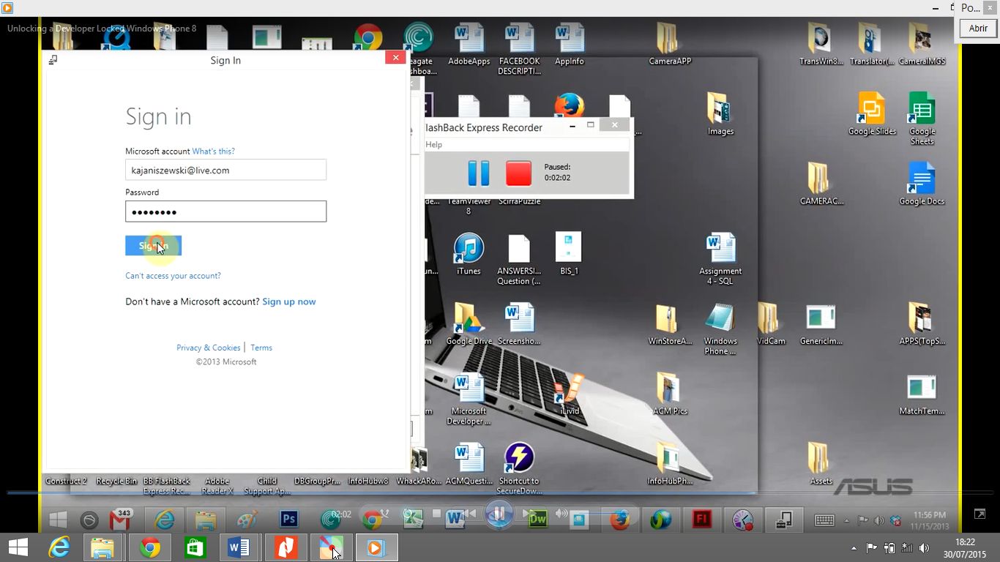 Po...
Abrir
Unlocking a Developer Locked Windows Phone 8
Sign In
Sign in
Microsoft account What's this?
kajaniszewski@live.com
Password
Can't access your account?
Don't have a Microsoft account? Sign up now
Privacy & Cookies | Terms
©2013 Microsoft
lashBack Express Recorder
Help
Paused:
0:02:02
AdobeApps
FACEBOOK
DESCRIPTI...
AppInfo
CameraAPP
TransWin8...
Translator(...
CameraIMGS
Images
Google Slides
Google
Sheets
TeamViewer
8
ScirraPuzzle
CAMERAC...
Google Docs
iTunes
ANSWERSI...
Question (...
BIS_1
Assignment
4 - SQL
Google Drive
Screensho...
WinStoreA...
Windows
Phone ...
VidCam
GenericIm...
APPS(TopS...
Microsoft
Developer ...
iLivid
ACM Pics
MatchTem...
Construct 2
Recycle Bin
BB FlashBack
Express Rec...
Adobe
Reader X
Child
Support Ap...
DBGroupPr...
InfoHubw8
WhackARo...
ACMQuesti...
Shortcut to
SecureDow...
InfoHubPh...
Assets
ASUS
343
Ps
02:02
Dw
Fl
11:56 PM
11/15/2013
18:22
30/07/2015